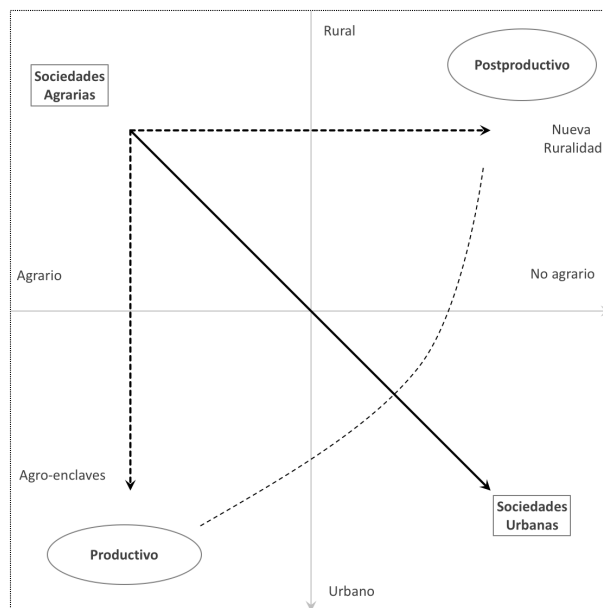 Rural
Sociedades
Agrarias
Postproductivo
Nueva
Ruralidad
Agrario
No agrario
Agro-enclaves
Sociedades
Urbanas
Productivo
Urbano